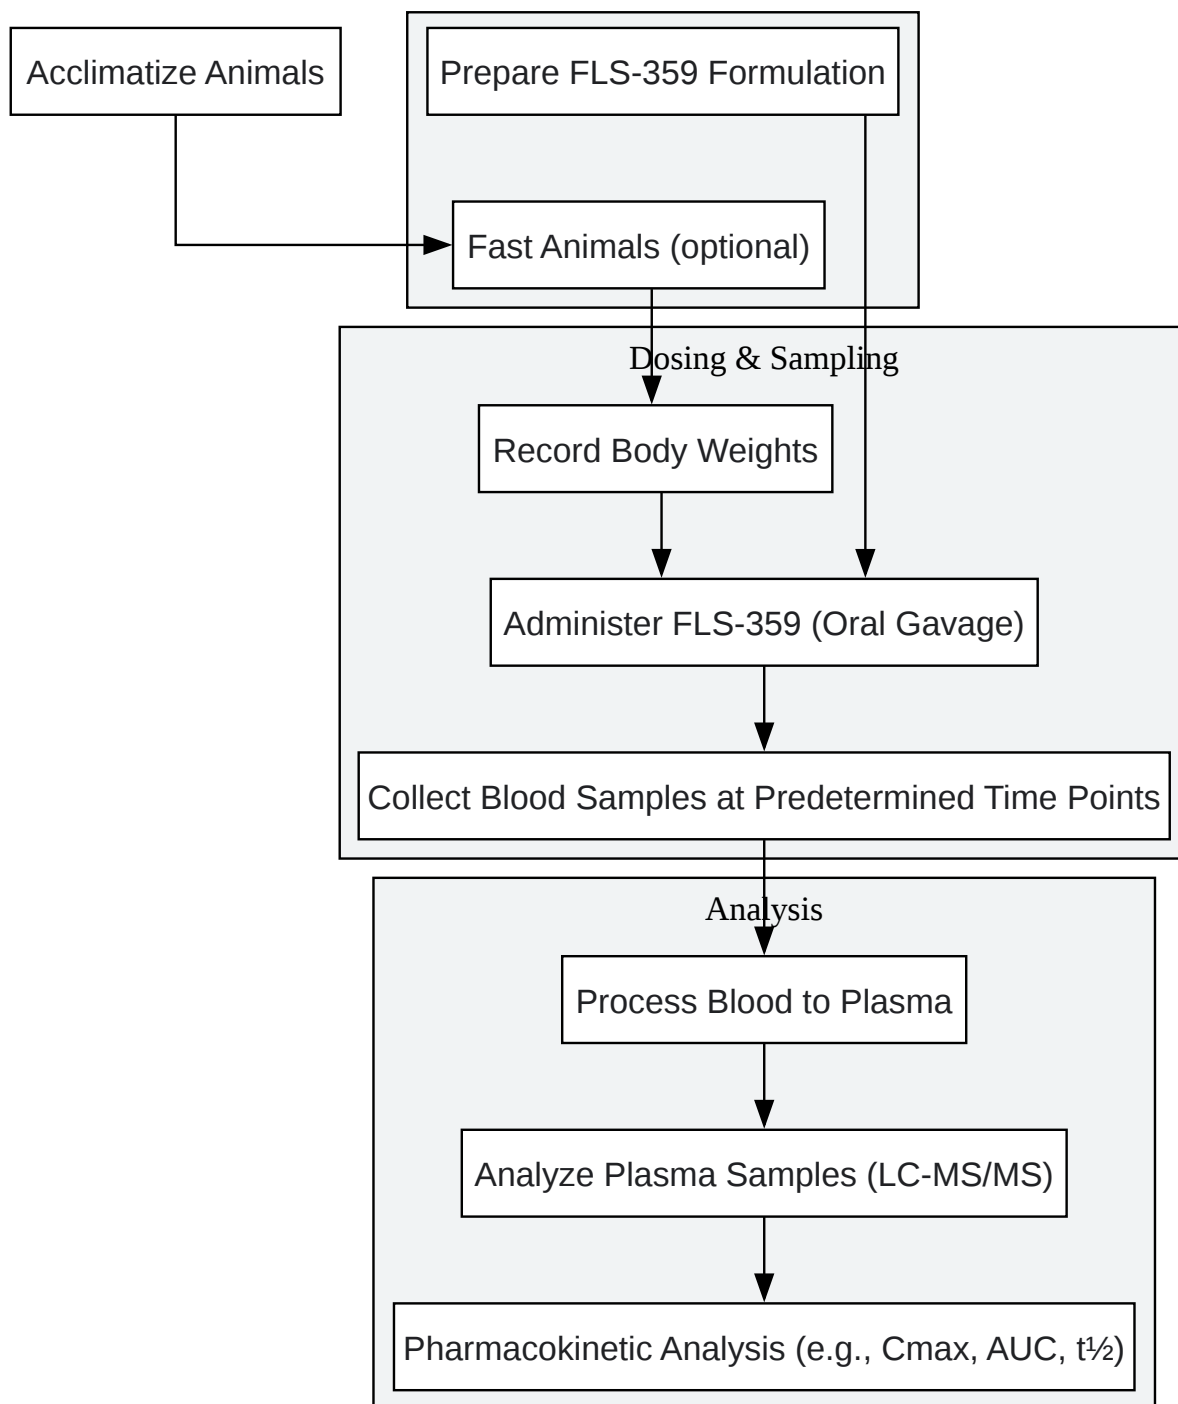 Acclimatize Animals
Prepare FLS-359 Formulation
Fast Animals (optional)
Dosing & Sampling
Record Body Weights
Administer FLS-359 (Oral Gavage)
Collect Blood Samples at Predetermined Time Points
Analysis
Process Blood to Plasma
Analyze Plasma Samples (LC-MS/MS)
Pharmacokinetic Analysis (e.g., Cmax, AUC, t½)